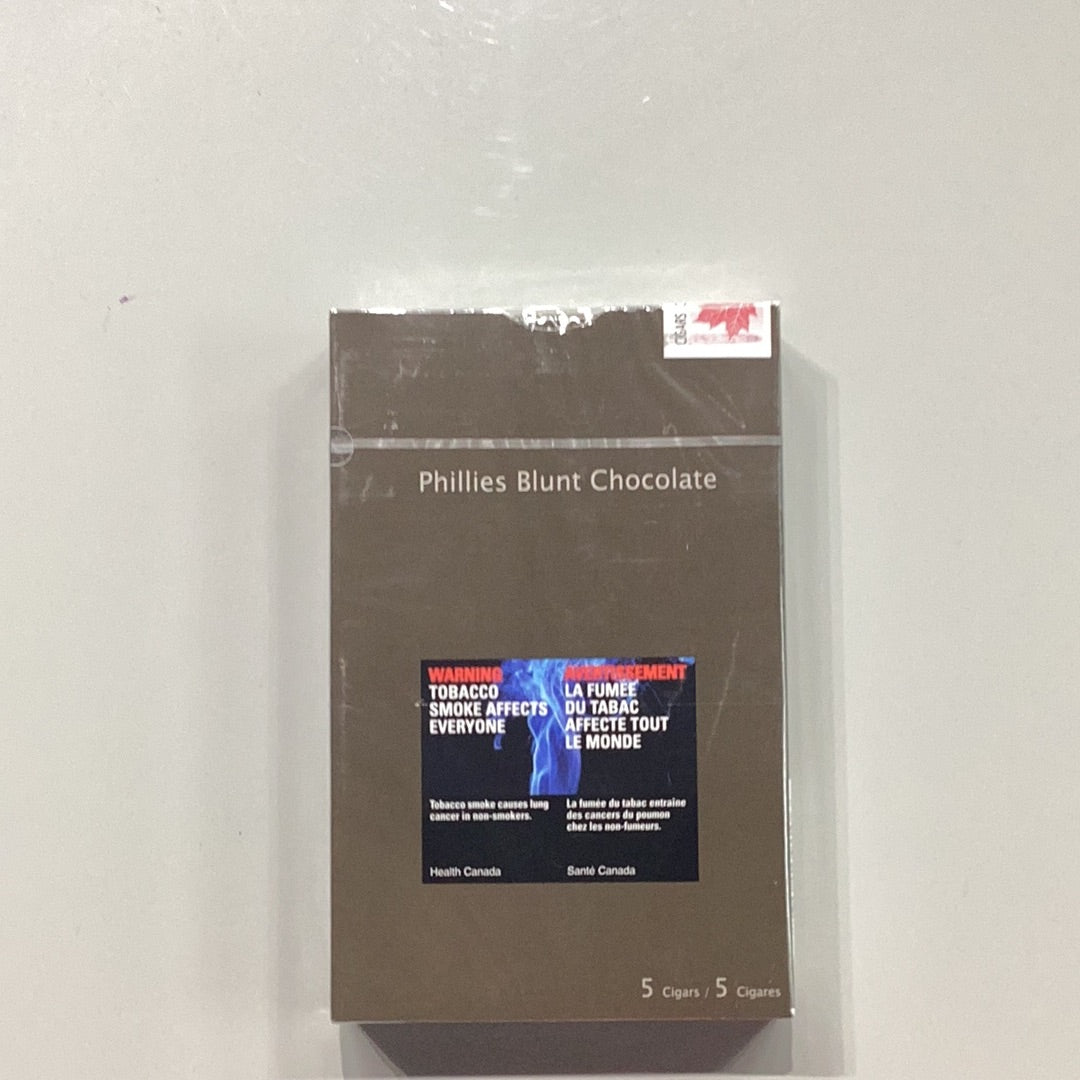 CIGARS
Phillies Blunt Chocolate
WARNING
TOBACCO
SMOKE AFFECTS
EVERYONE
Tobacco smoke causes lung
cancer in non-smokers.
Health Canada
AVERTISSEMENT
LA FUMÉE
DU TABAC
AFFECTE TOUT
LE MONDE
La fumée du tabac entraîne
des cancers du poumon
chez les non-fumeurs.
Santé Canada
5 Cigars / 5 Cigares